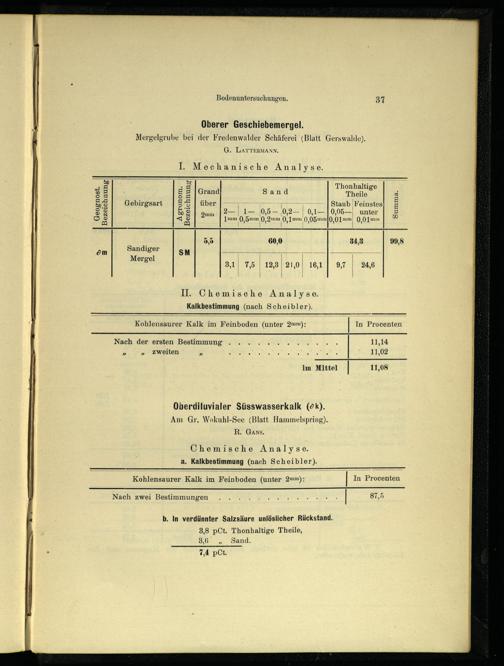 Bodenuntersuchungen. 37
Oberer Geschiebemergel.
Mergelgrube bei der Fredenwalder Schäferei (Blatt Gerswalde).
G. Lattermann.
I. Mechanische Analyse.
Geognost. Bezeichnung | Gebirgsart | Agronom. Bezeichnung | Grand über 2mm | Sand | Thonhaltige Theile | Summa.
2— 1mm | 1— 0,5mm | 0,5— 0,2mm | 0,2— 0,1mm | 0,1— 0,05mm | Staub 0,05— 0,01mm | Feinstes unter 0,01mm
∂m | Sandiger Mergel | SM | 5,5 | 60,0 | 34,3 | 99,8
3,1 | 7,5 | 12,3 | 21,0 | 16,1 | 9,7 | 24,6
II. Chemische Analyse.
Kalkbestimmung (nach Scheibler).
Kohlensaurer Kalk im Feinboden (unter 2mm): | In Procenten
Nach der ersten Bestimmung . . . . . . . . . . . . | 11,14
„ „ zweiten „ . . . . . . . . . . . . | 11,02
Im Mittel | 11,08
Oberdiluvialer Süsswasserkalk (∂k).
Am Gr. Wokuhl-See (Blatt Hammelspring).
R. Gans.
Chemische Analyse.
a. Kalkbestimmung (nach Scheibler).
Kohlensaurer Kalk im Feinboden (unter 2mm): | In Procenten
Nach zwei Bestimmungen . . . . . . . . . . . . . | 87,5
b. In verdünnter Salzsäure unlöslicher Rückstand.
3,8 pCt. Thonhaltige Theile,
3,6 „ Sand.
7,4 pCt.